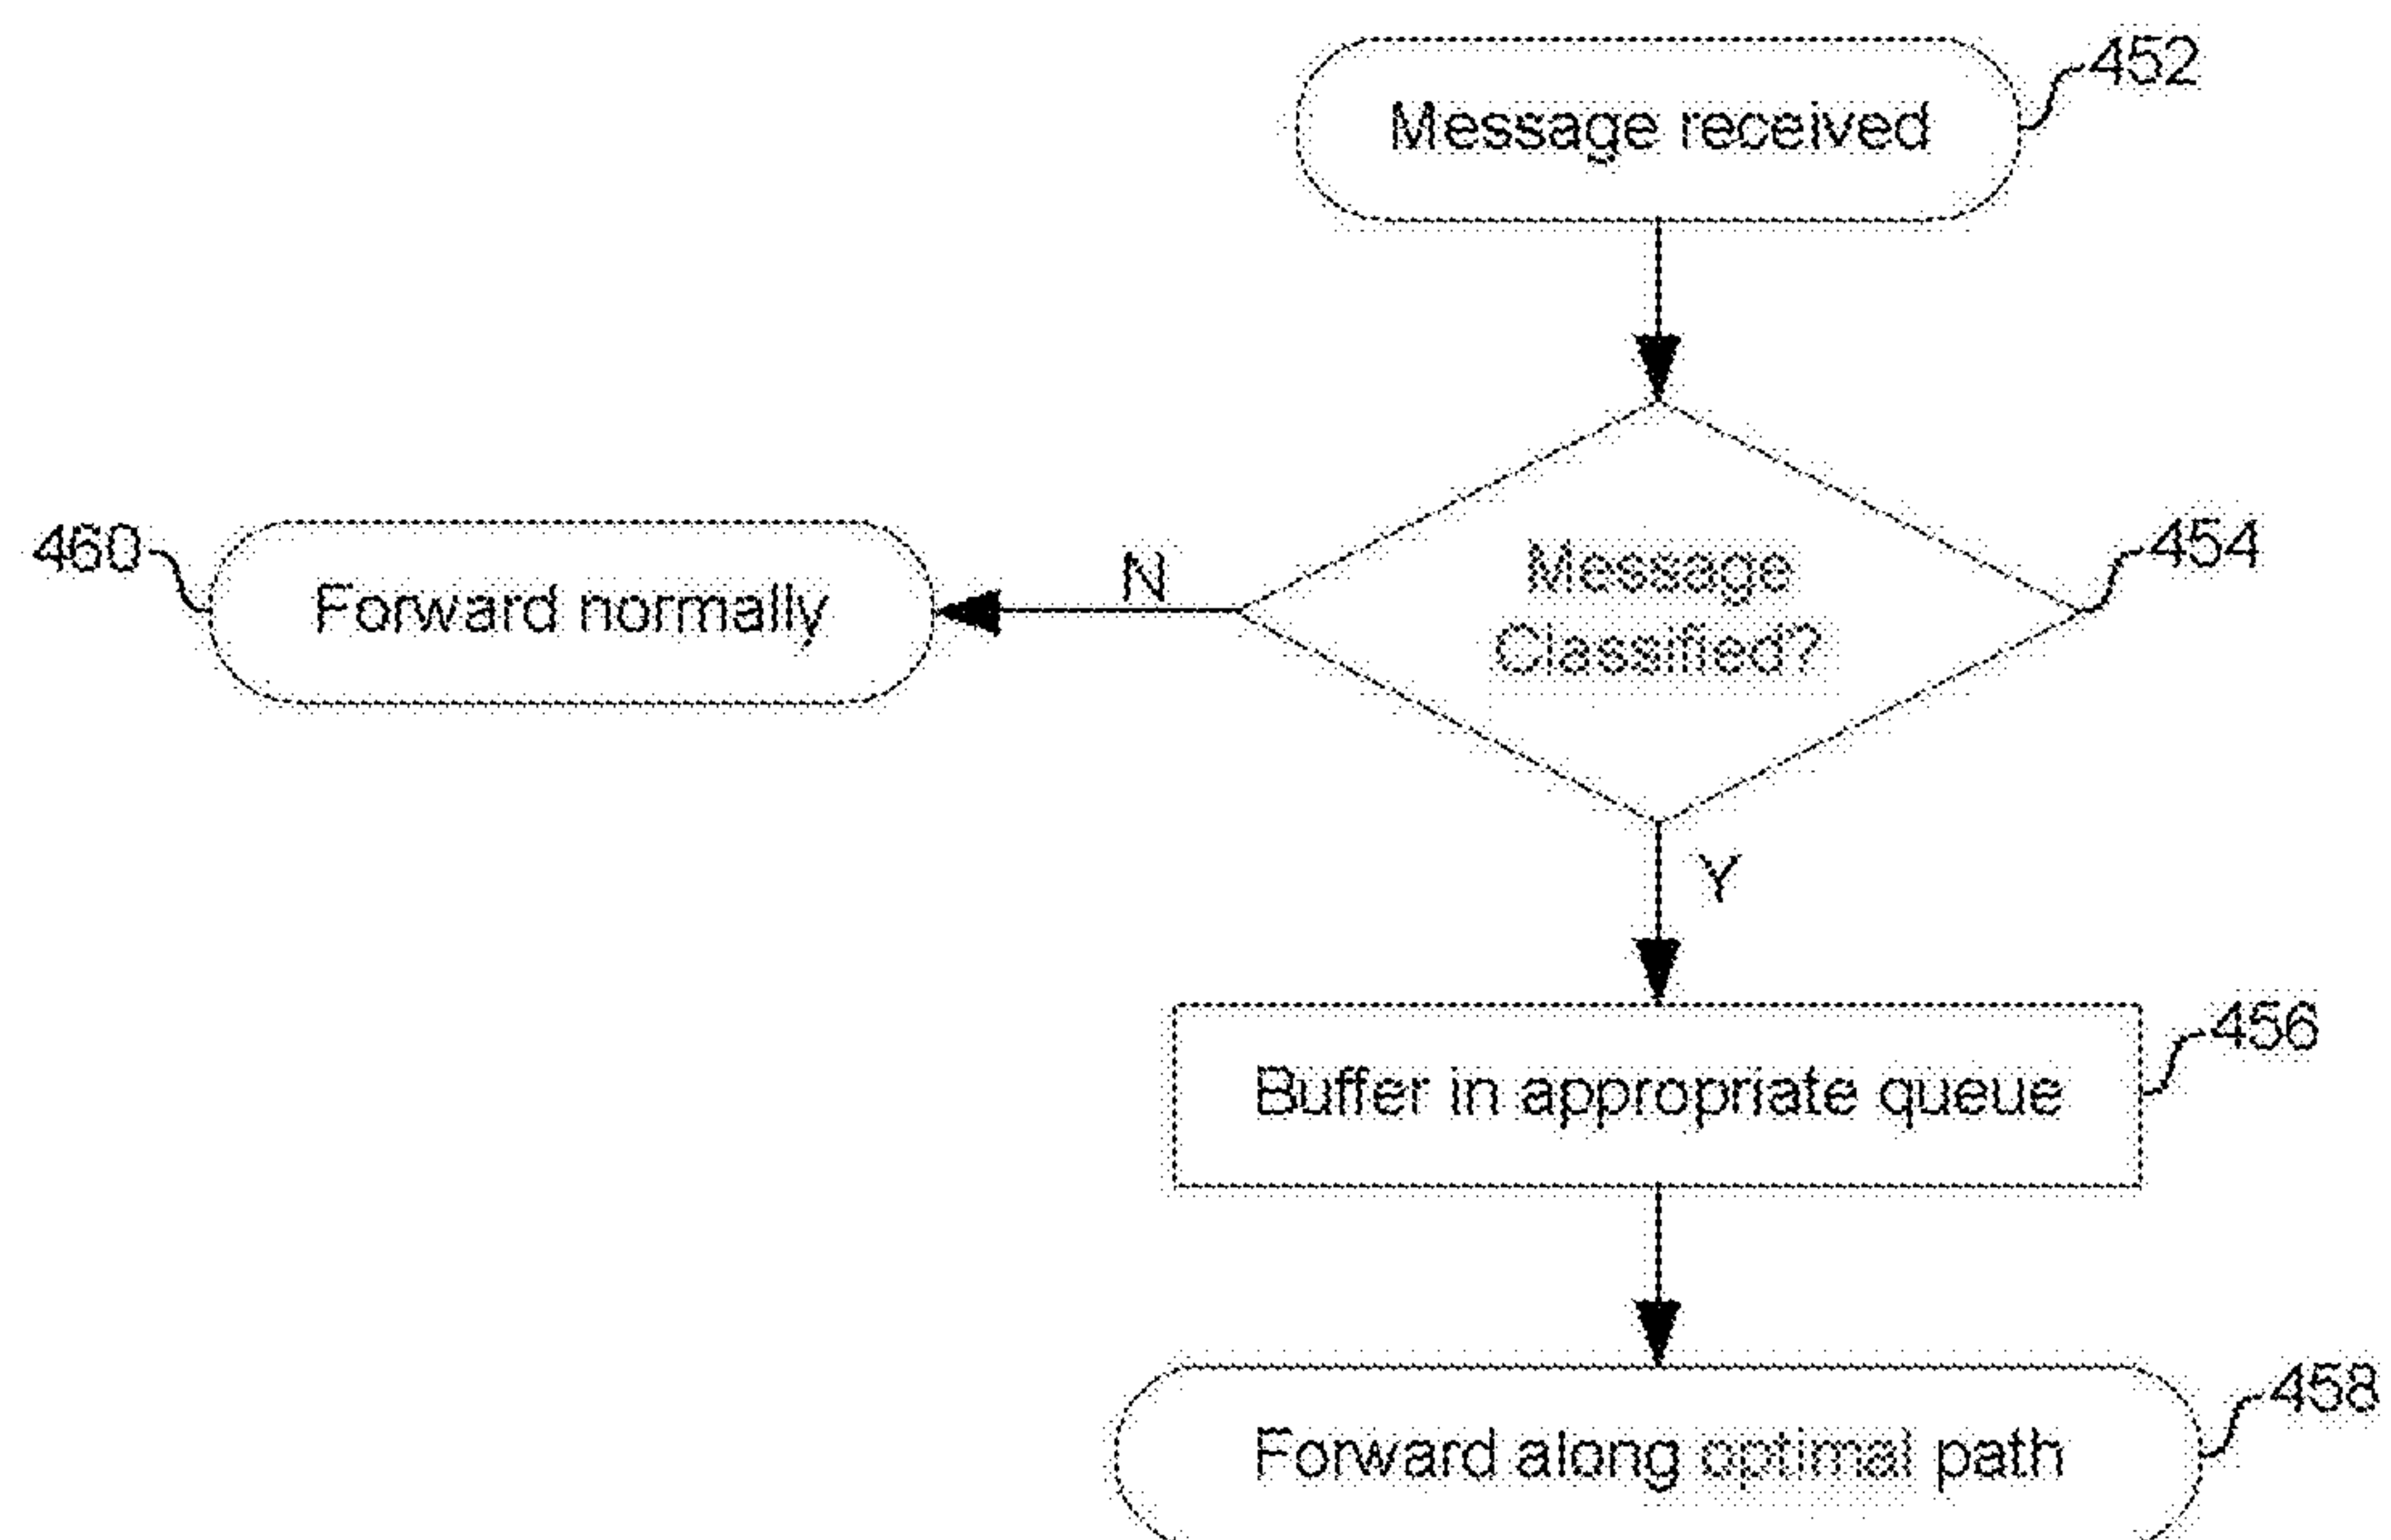 452
Message received
454
Message
Classified?
N
460
Forward normally
Y
456
Buffer in appropriate queue
458
Forward along optimal path